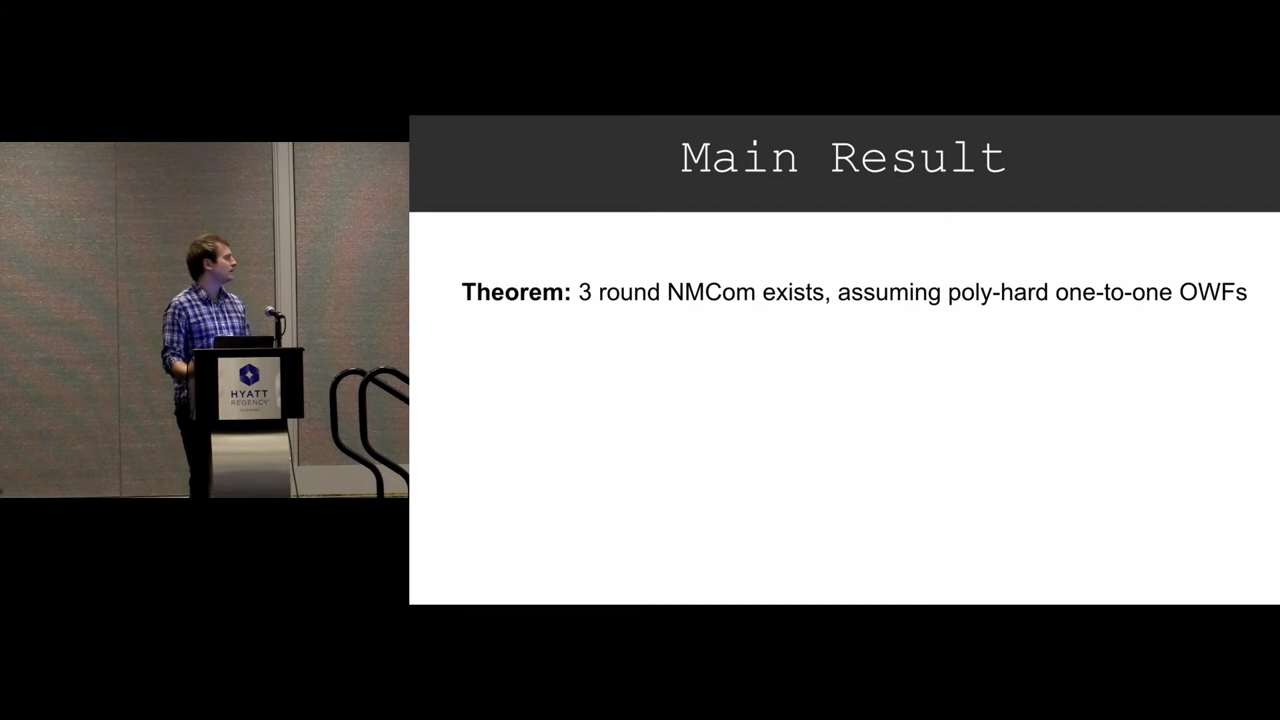 Main Result
Theorem: 3 round NMCom exists, assuming poly-hard one-to-one OWFs
HYATT
REGENCY